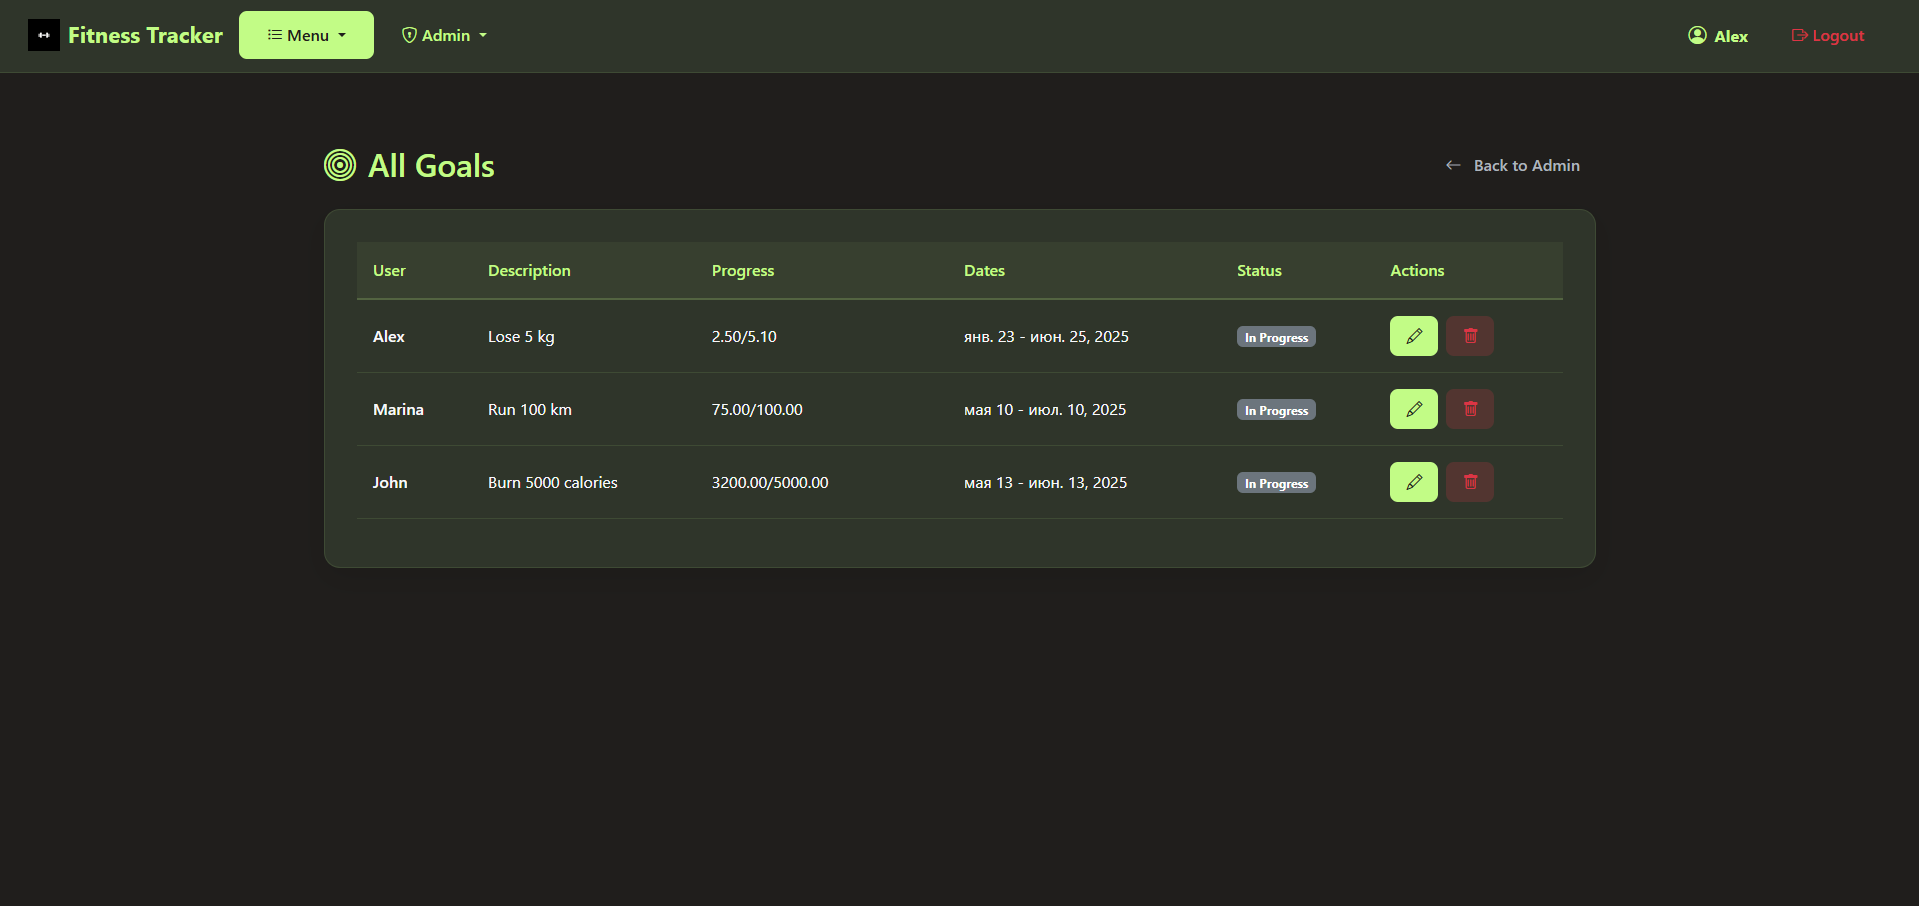 Fitness Tracker Menu Admin Alex Logout
All Goals Back to Admin
User Description Progress Dates Status Actions
Alex Lose 5 kg 2.50/5.10 янв. 23 - июн. 25, 2025 In Progress
Marina Run 100 km 75.00/100.00 мая 10 - июл. 10, 2025 In Progress
John Burn 5000 calories 3200.00/5000.00 мая 13 - июн. 13, 2025 In Progress